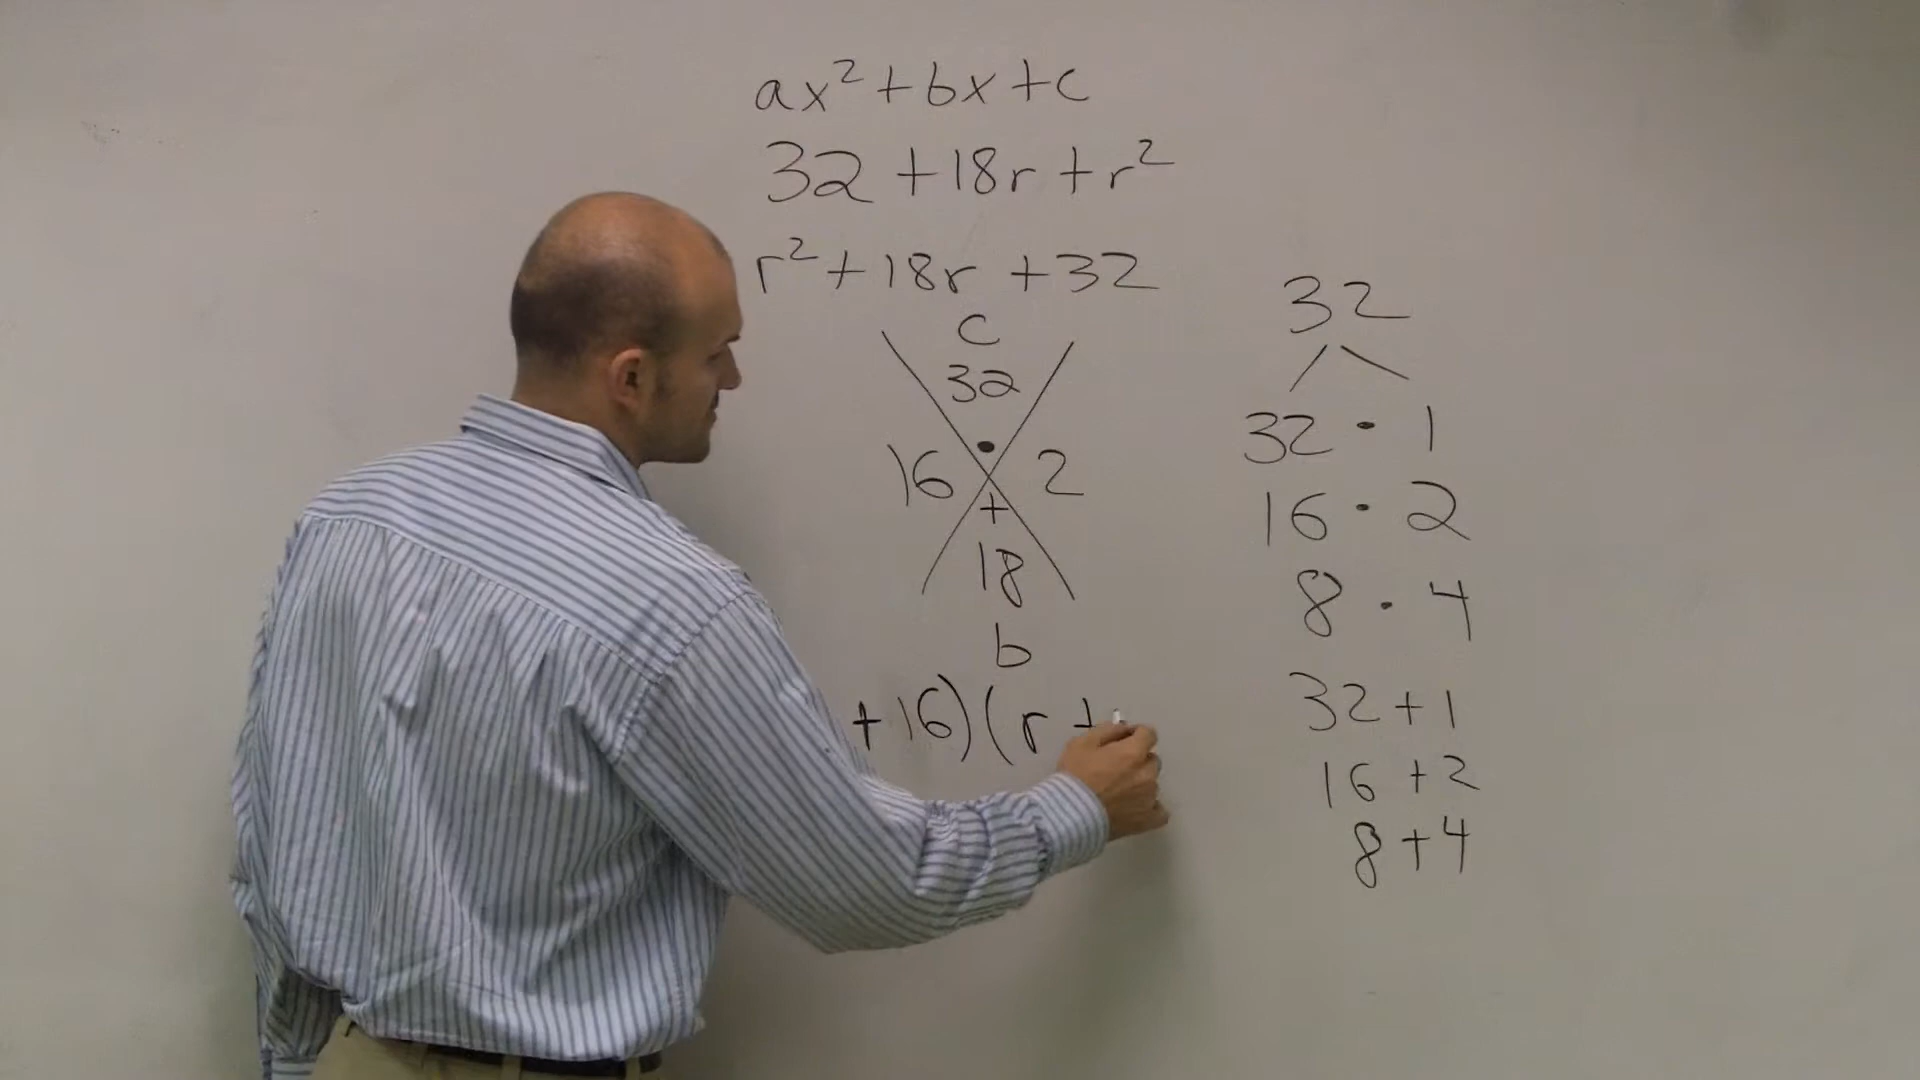 ax²+bx+c
32+18r+r²
r²+18r+32
c
32
·
16 2
+
18
b
+16)(r+
32
32 · 1
16 · 2
8 · 4
32+1
16+2
8+4